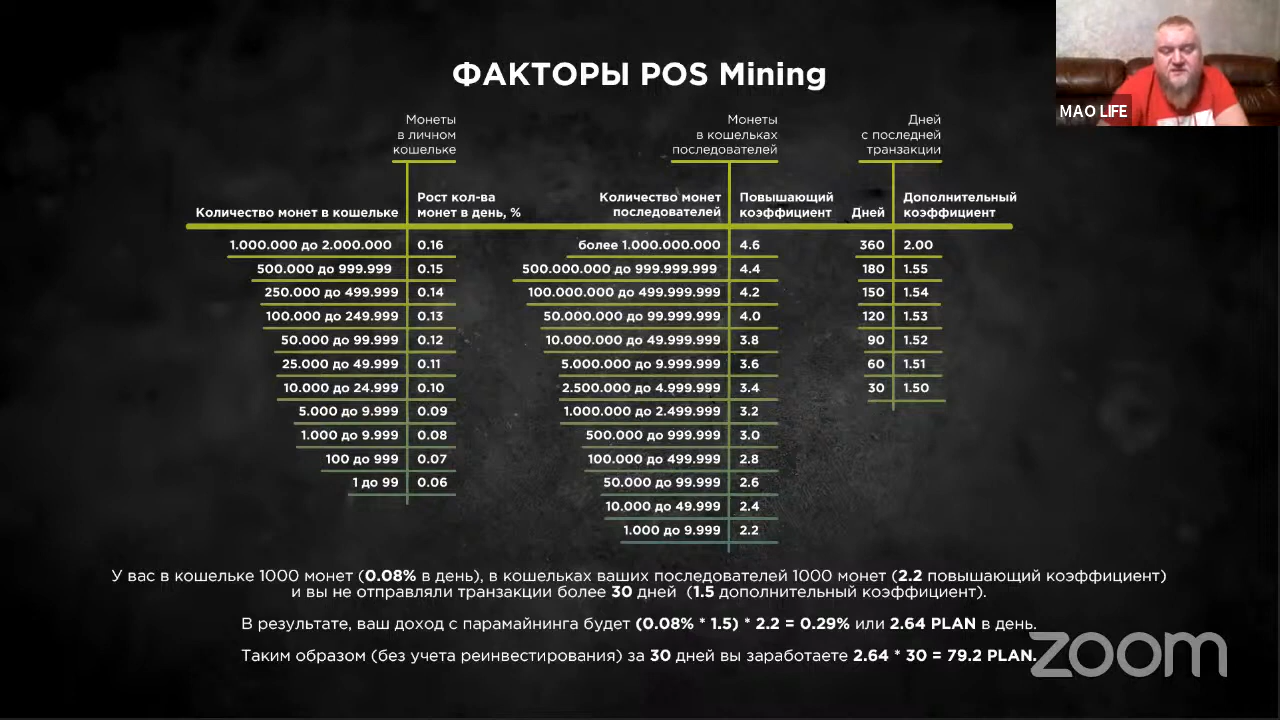 ФАКТОРЫ POS Mining
MAO LIFE
Монеты
в личном
кошельке
Монеты
в кошельках
последователей
Дней
с последней
транзакции
Количество монет в кошельке
Рост кол-ва
монет в день, %
Количество монет
последователей
Повышающий
коэффициент
Дней
Дополнительный
коэффициент
1.000.000 до 2.000.000 0.16 более 1.000.000.000 4.6 360 2.00
500.000 до 999.999 0.15 500.000.000 до 999.999.999 4.4 180 1.55
250.000 до 499.999 0.14 100.000.000 до 499.999.999 4.2 150 1.54
100.000 до 249.999 0.13 50.000.000 до 99.999.999 4.0 120 1.53
50.000 до 99.999 0.12 10.000.000 до 49.999.999 3.8 90 1.52
25.000 до 49.999 0.11 5.000.000 до 9.999.999 3.6 60 1.51
10.000 до 24.999 0.10 2.500.000 до 4.999.999 3.4 30 1.50
5.000 до 9.999 0.09 1.000.000 до 2.499.999 3.2
1.000 до 9.999 0.08 500.000 до 999.999 3.0
100 до 999 0.07 100.000 до 499.999 2.8
1 до 99 0.06 50.000 до 99.999 2.6
10.000 до 49.999 2.4
1.000 до 9.999 2.2
У вас в кошельке 1000 монет (0.08% в день), в кошельках ваших последователей 1000 монет (2.2 повышающий коэффициент)
и вы не отправляли транзакции более 30 дней (1.5 дополнительный коэффициент).
В результате, ваш доход с парамайнинга будет (0.08% * 1.5) * 2.2 = 0.29% или 2.64 PLAN в день.
Таким образом (без учета реинвестирования) за 30 дней вы заработаете 2.64 * 30 = 79.2 PLAN.
zoom